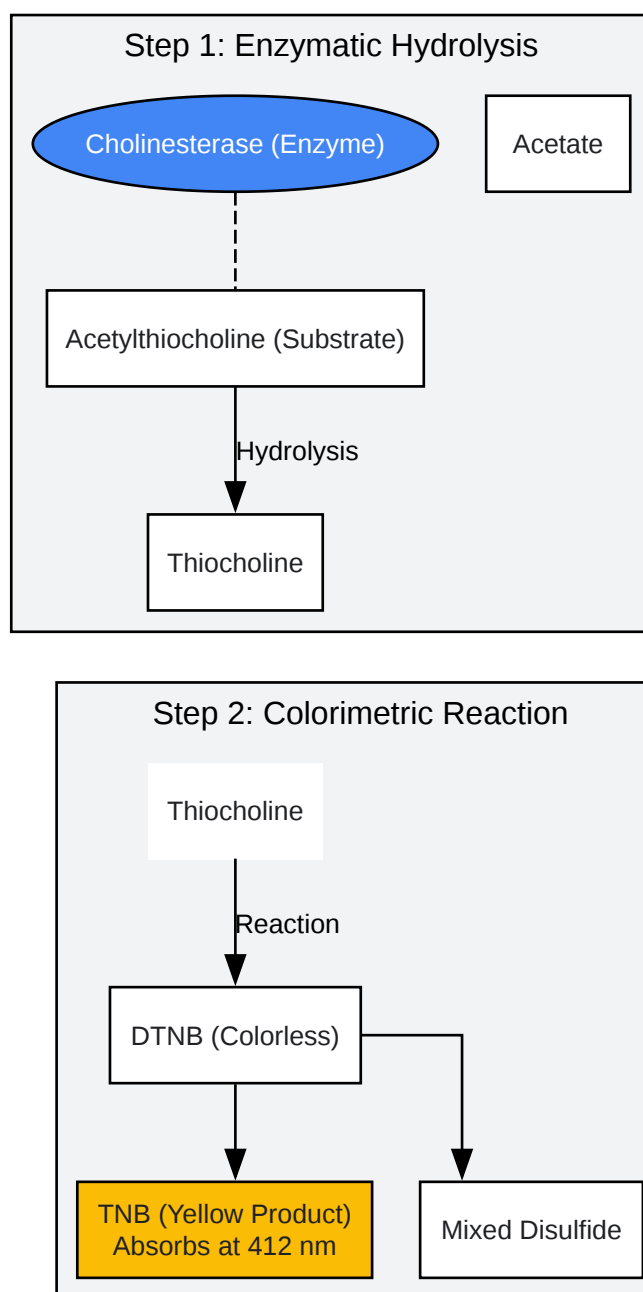 Step 1: Enzymatic Hydrolysis
Cholinesterase (Enzyme)
Acetate
Acetylthiocholine (Substrate)
Hydrolysis
Thiocholine
Step 2: Colorimetric Reaction
Thiocholine
Reaction
DTNB (Colorless)
TNB (Yellow Product)
Absorbs at 412 nm
Mixed Disulfide